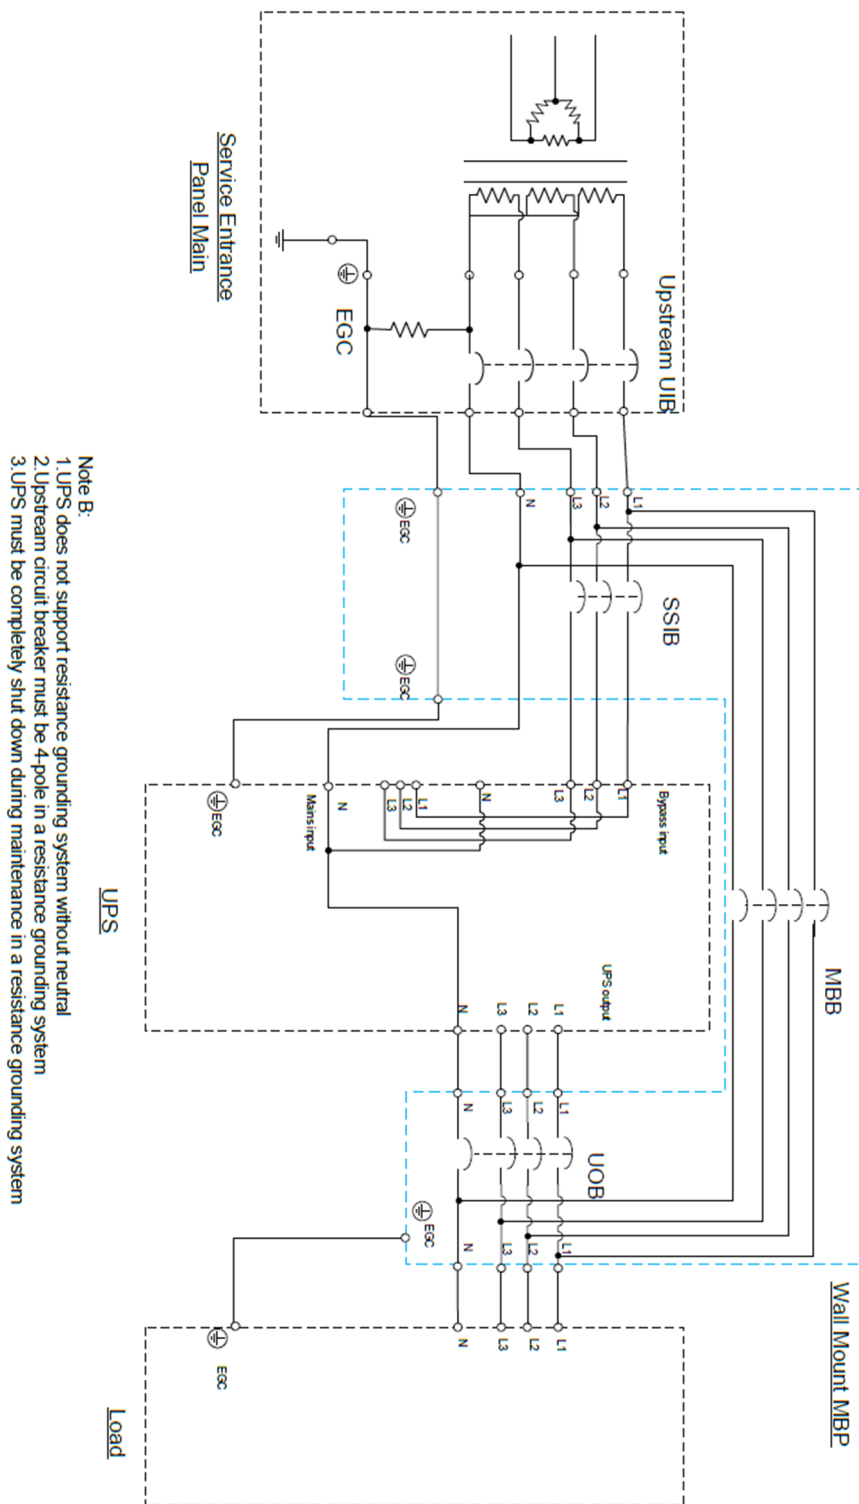 Service Entrance
Panel Main
Upstream UIB
EGC
EGC
EGC
N
L3
L2
L1
SSIB
MBB
Wall Mount MBP
EGC
N
Mains input
L3
L2
L1
N
L3
L2
L1
Bypass input
UPS
UPS output
N
L3
L2
L1
N
L3
L2
L1
UOB
EGC
N
L3
L2
L1
EGC
N
L3
L2
L1
Load
Note B:
1.UPS does not support resistance grounding system without neutral
2.Upstream circuit breaker must be 4-pole in a resistance grounding system
3.UPS must be completely shut down during maintenance in a resistance grounding system